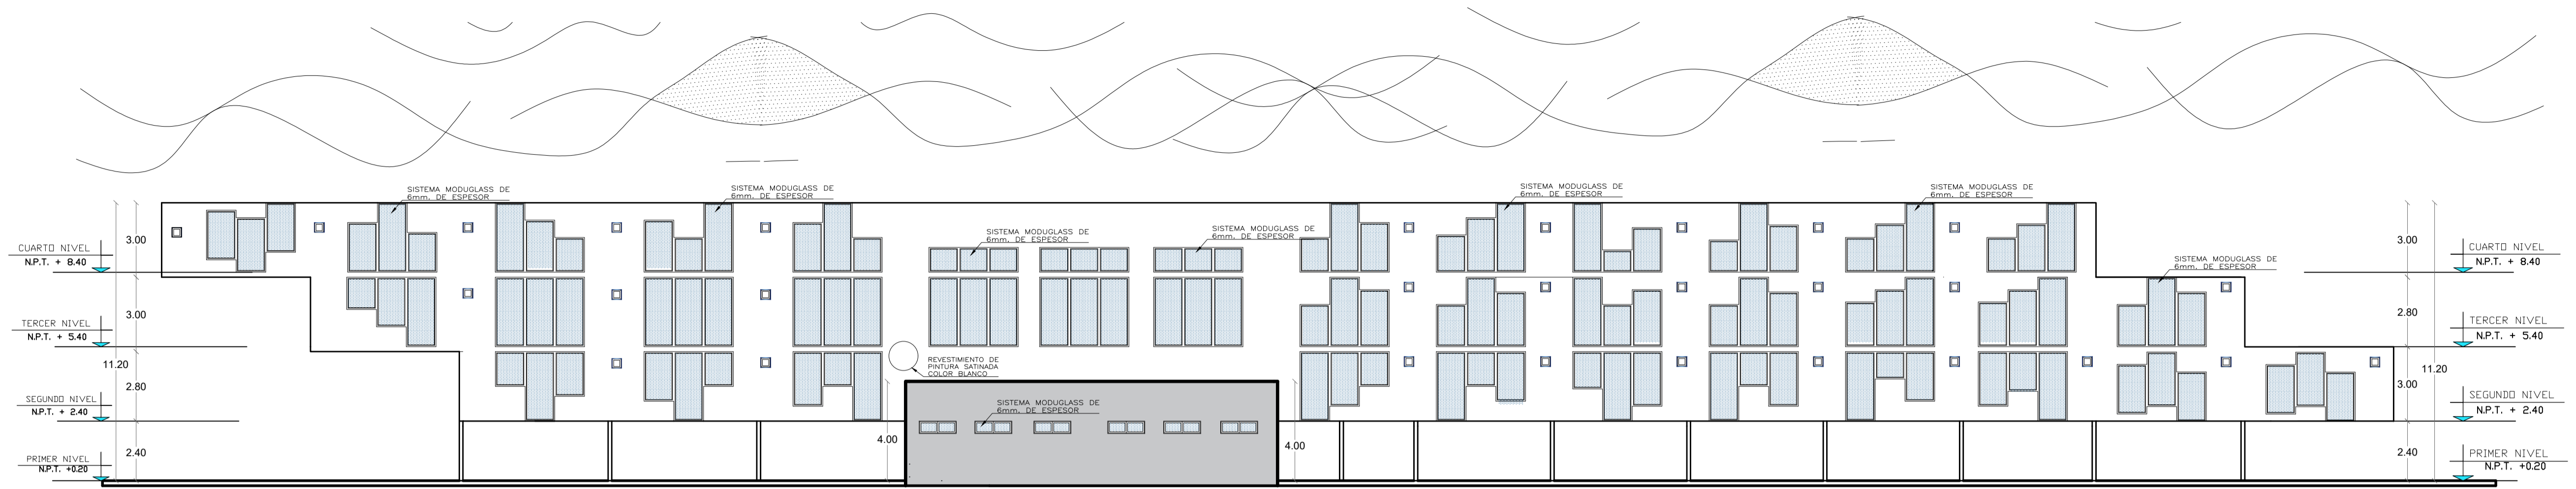 SISTEMA MODUGLASS DE
6mm. DE ESPESOR
SISTEMA MODUGLASS DE
6mm. DE ESPESOR
SISTEMA MODUGLASS DE
6mm. DE ESPESOR
SISTEMA MODUGLASS DE
6mm. DE ESPESOR
SISTEMA MODUGLASS DE
6mm. DE ESPESOR
SISTEMA MODUGLASS DE
6mm. DE ESPESOR
SISTEMA MODUGLASS DE
6mm. DE ESPESOR
CUARTO NIVEL
N.P.T. + 8.40
3.00
3.00
CUARTO NIVEL
N.P.T. + 8.40
TERCER NIVEL
N.P.T. + 5.40
3.00
2.80
TERCER NIVEL
N.P.T. + 5.40
11.20
11.20
REVESTIMIENTO DE
PINTURA SATINADA
COLOR BLANCO
SEGUNDO NIVEL
N.P.T. + 2.40
2.80
3.00
SEGUNDO NIVEL
N.P.T. + 2.40
SISTEMA MODUGLASS DE
6mm. DE ESPESOR
4.00
4.00
PRIMER NIVEL
N.P.T. +0.20
2.40
2.40
PRIMER NIVEL
N.P.T. +0.20